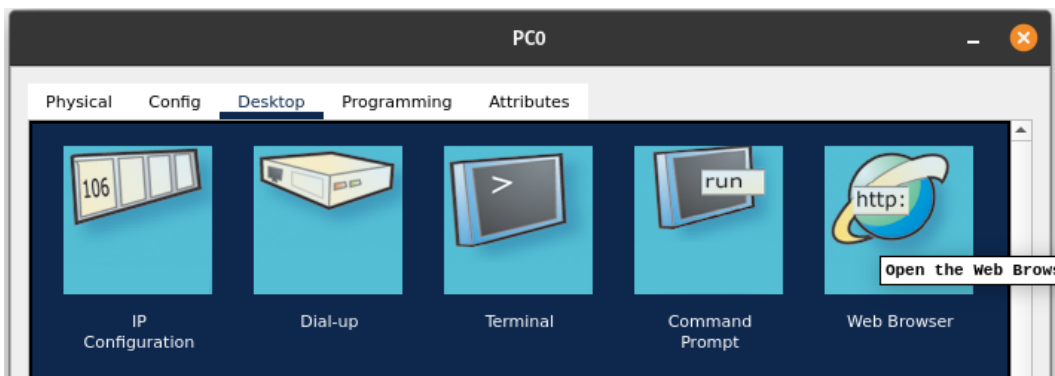 PC0
Physical Config Desktop Programming Attributes
106
>
run
http:
Open the Web Brows
IP
Configuration
Dial-up
Terminal
Command
Prompt
Web Browser